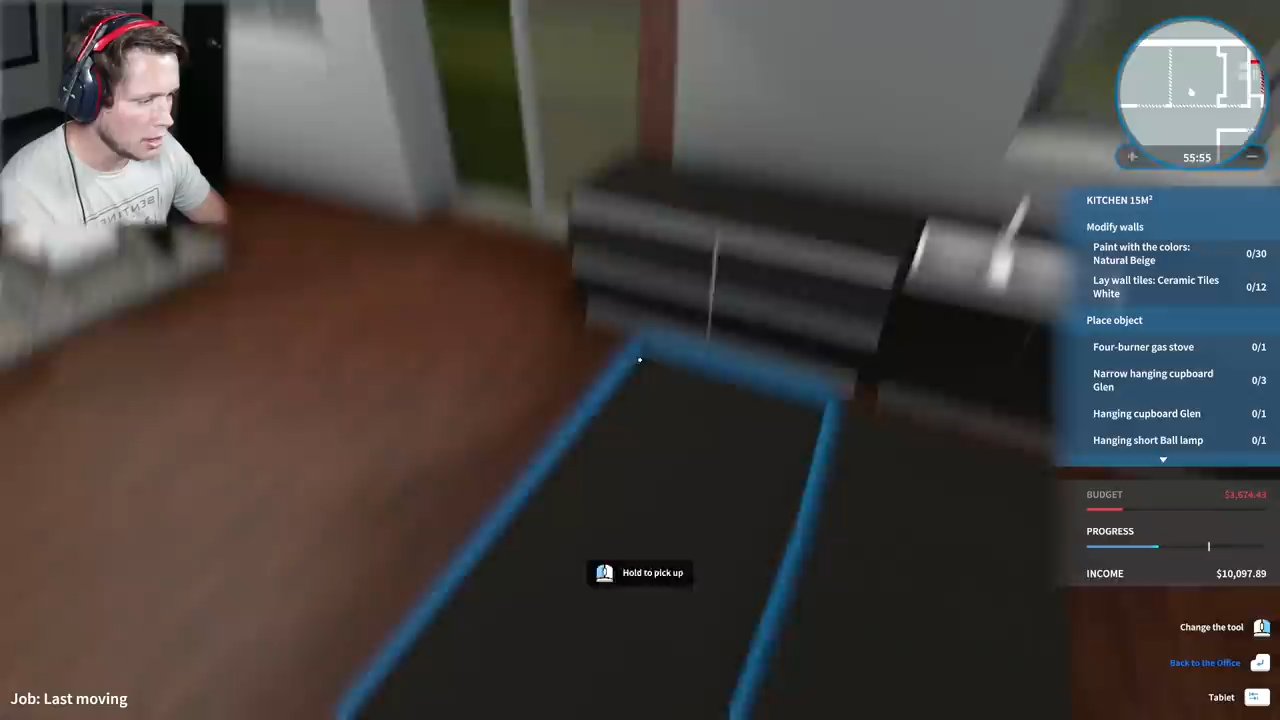 55:55
KITCHEN 15M²
Modify walls
Paint with the colors:
Natural Beige
0/30
Lay wall tiles: Ceramic Tiles
White
0/12
Place object
Four-burner gas stove 0/1
Narrow hanging cupboard
Glen
0/3
Hanging cupboard Glen 0/1
Hanging short Ball lamp 0/1
BUDGET $3,674.43
PROGRESS
INCOME $10,097.89
Hold to pick up
Change the tool
Back to the Office
Tablet
Job: Last moving